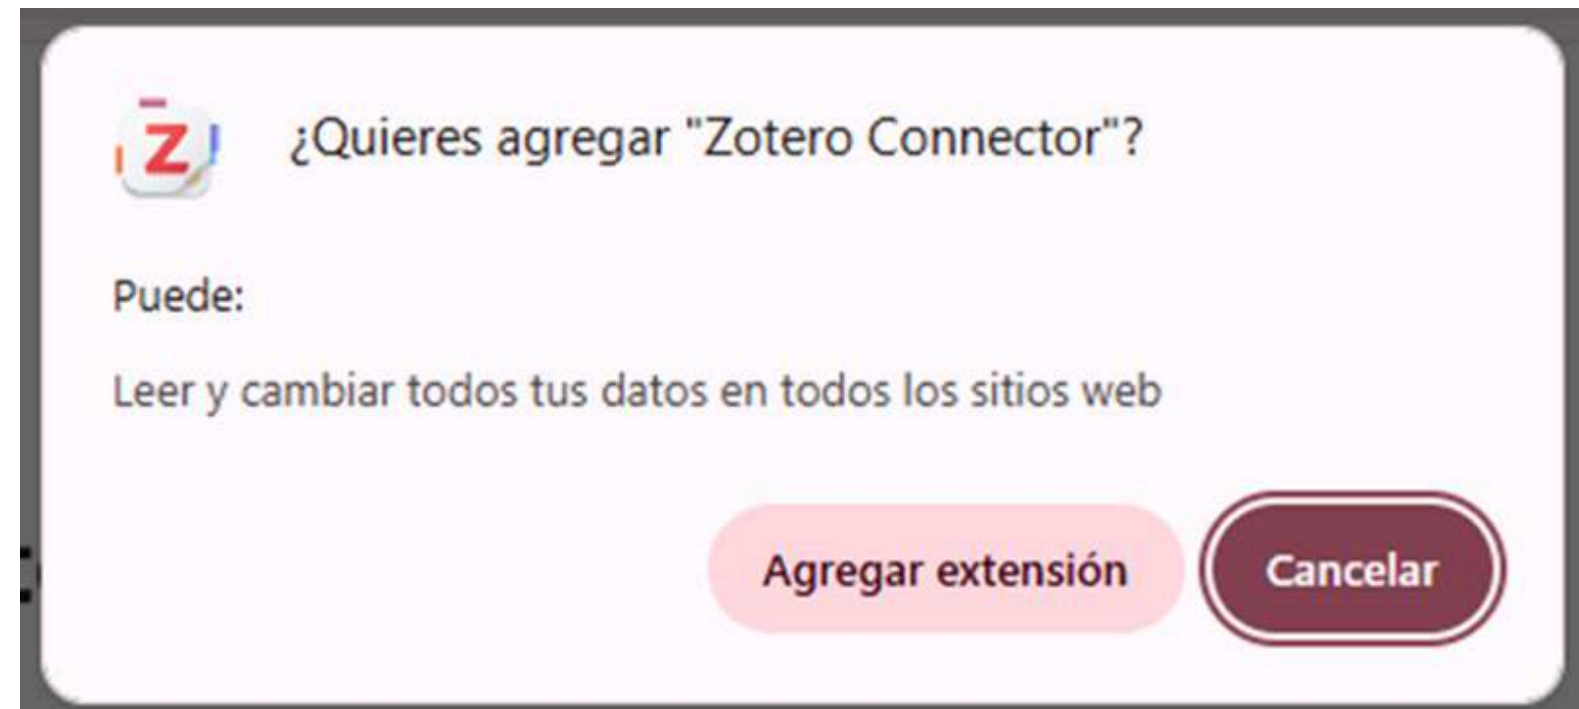 Z
¿Quieres agregar "Zotero Connector"?
Puede:
Leer y cambiar todos tus datos en todos los sitios web
Agregar extensión
Cancelar